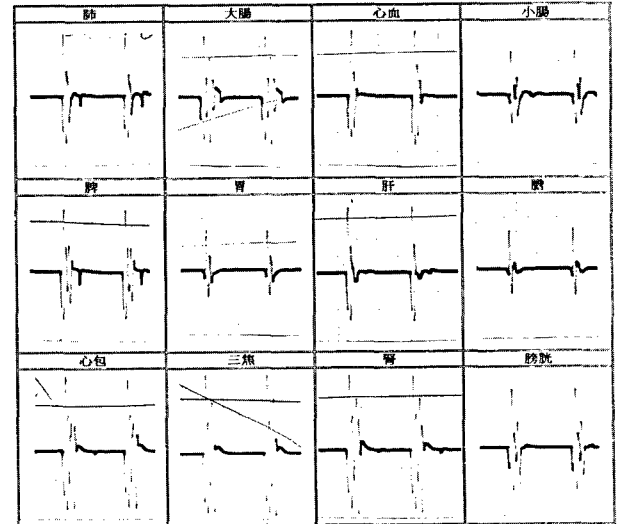 肺 大腸 心血 小腸
脾 胃 肝 膽
心包 三焦 腎 膀胱